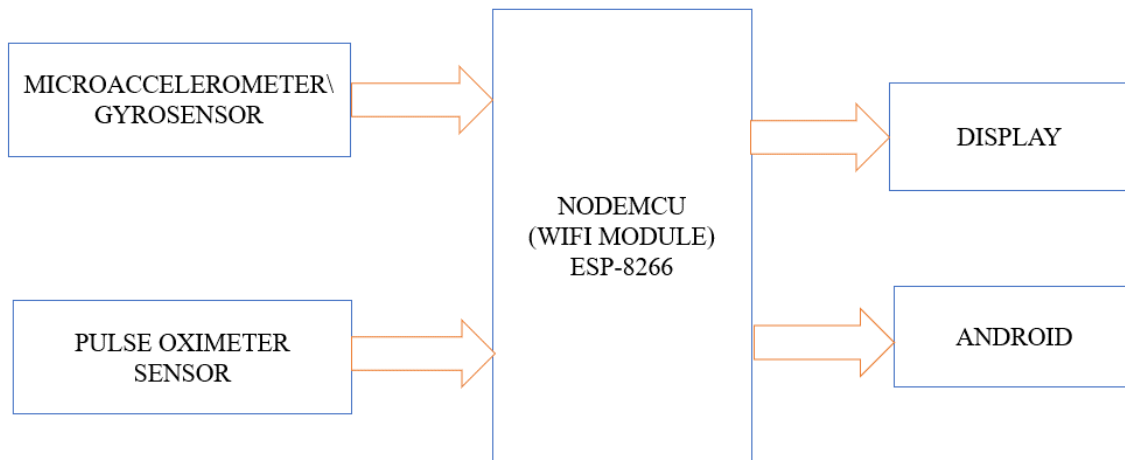 MICROACCELEROMETER\
GYROSENSOR
PULSE OXIMETER
SENSOR
NODEMCU
(WIFI MODULE)
ESP-8266
DISPLAY
ANDROID